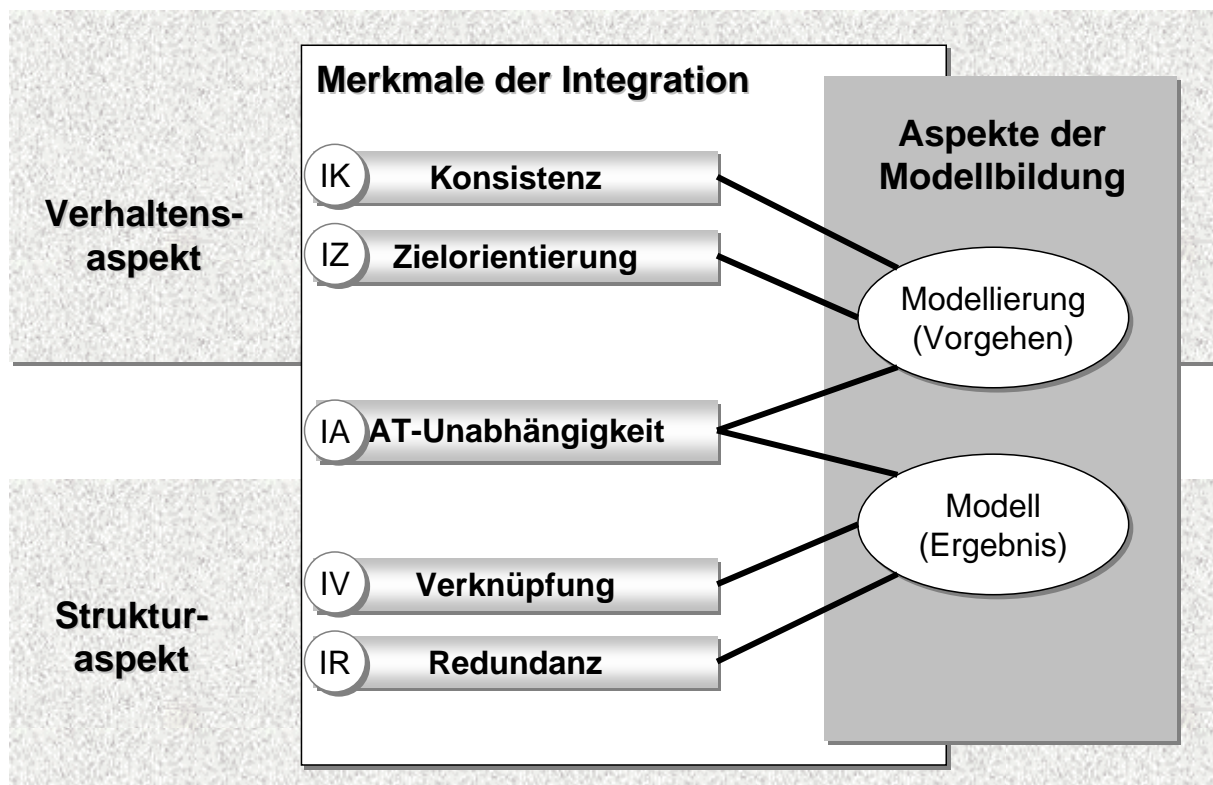 Merkmale der Integration
Aspekte der
Modellbildung
Verhaltens-
aspekt
IK Konsistenz
IZ Zielorientierung
Modellierung
(Vorgehen)
IA AT-Unabhängigkeit
Modell
(Ergebnis)
Struktur-
aspekt
IV Verknüpfung
IR Redundanz